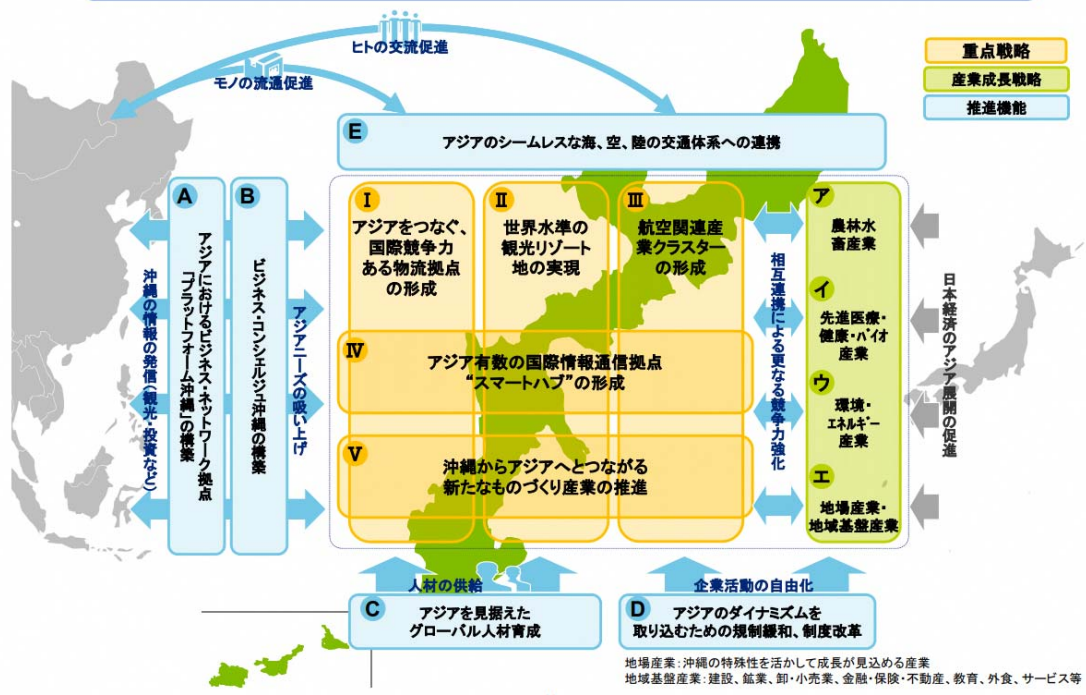 ヒトの交流促進
モノの流通促進
重点戦略
産業成長戦略
推進機能
E
アジアのシームレスな海、空、陸の交通体系への連携
A
アジアにおけるビジネス・ネットワーク拠点
「プラットフォーム沖縄」の構築
B
ビジネス・コンシェルジュ沖縄の構築
沖縄の情報の発信(観光・投資など)
アジアニーズの吸い上げ
Ⅰ
アジアをつなぐ、
国際競争力
ある物流拠点
の形成
Ⅱ
世界水準の
観光リゾート
地の実現
Ⅲ
航空関連産
業クラスター
の形成
Ⅳ
アジア有数の国際情報通信拠点
“スマートハブ”の形成
Ⅴ
沖縄からアジアへとつながる
新たなものづくり産業の推進
相互連携による更なる競争力強化
ア
農林水
畜産業
イ
先進医療・
健康・バイオ
産業
ウ
環境・
エネルギー
産業
エ
地場産業・
地域基盤産業
日本経済のアジア展開の促進
人材の供給
企業活動の自由化
C
アジアを見据えた
グローバル人材育成
D
アジアのダイナミズムを
取り込むための規制緩和、制度改革
地場産業:沖縄の特殊性を活かして成長が見込める産業
地域基盤産業:建設、鉱業、卸・小売業、金融・保険・不動産、教育、外食、サービス等